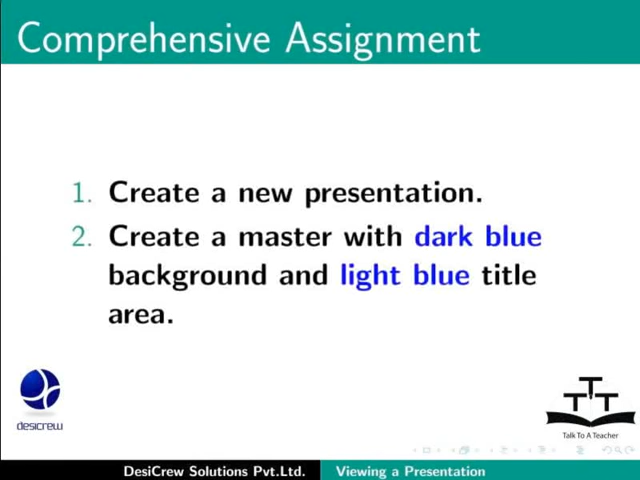 Comprehensive Assignment
1. Create a new presentation.
2. Create a master with dark blue
background and light blue title
area.
desicrew
TTT
Talk To A Teacher
DesiCrew Solutions Pvt.Ltd. Viewing a Presentation